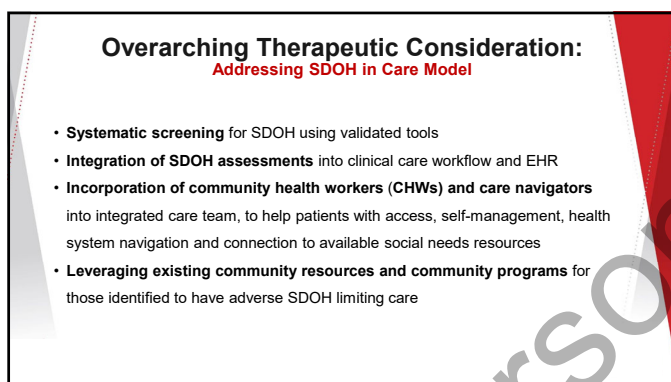 Overarching Therapeutic Consideration:
Addressing SDOH in Care Model
• Systematic screening for SDOH using validated tools
• Integration of SDOH assessments into clinical care workflow and EHR
• Incorporation of community health workers (CHWs) and care navigators
into integrated care team, to help patients with access, self-management, health
system navigation and connection to available social needs resources
• Leveraging existing community resources and community programs for
those identified to have adverse SDOH limiting care